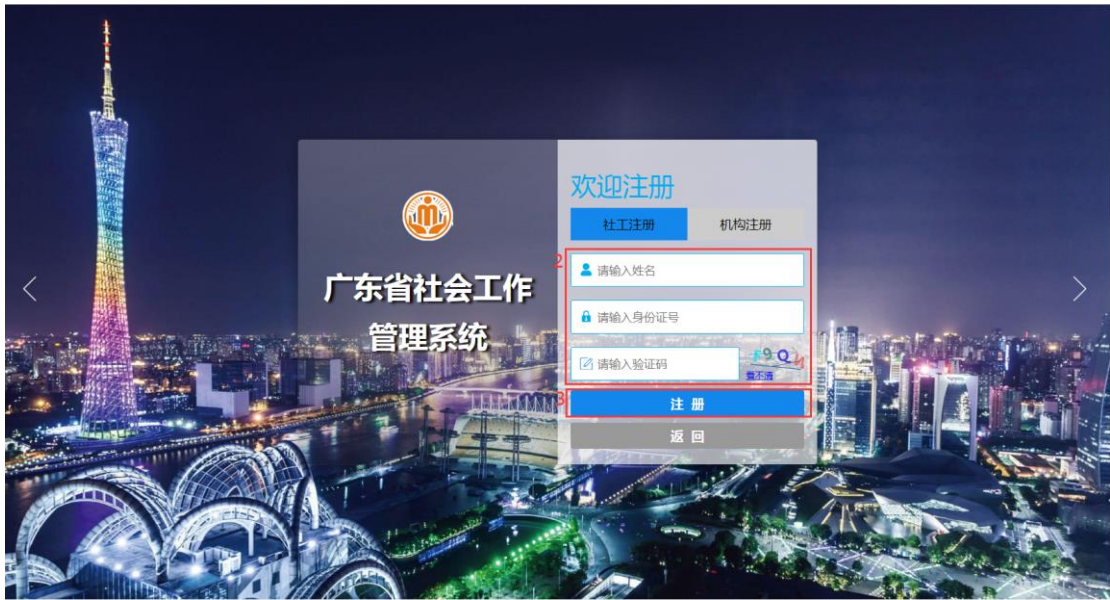 广东省社会工作
管理系统
欢迎注册
社工注册 机构注册
2
请输入姓名
请输入身份证号
请输入验证码
看不清
3
注 册
返 回